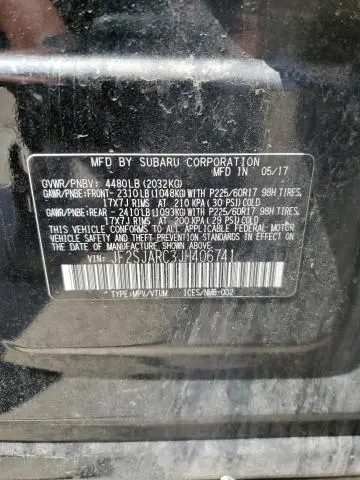 MFD BY SUBARU CORPORATION
MFD IN 05/17
GVWR/PNBV: 4480LB(2032KG)
GAWR/PNBE:FRONT- 2310LB(1048KG)WITH P225/60R17 98H TIRES,
17X7J RIMS AT 210 KPA(30 PSI)COLD
GAWR/PNBE:REAR - 2410LB(1093KG)WITH P225/60R17 98H TIRES,
17X7J RIMS AT 200 KPA(29 PSI)COLD
THIS VEHICLE CONFORMS TO ALL APPLICABLE
FEDERAL MOTOR VEHICLE SAFETY
AND THEFT PREVENTION STANDARDS IN EFFECT ON
THE DATE OF MANUFACTURE SHOWN ABOVE.
VIN: JF2SJARC3JH406741
TYPE:MPV/VTUM ICES/NMB-002